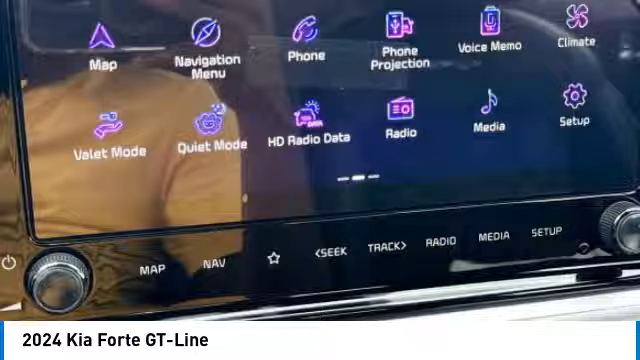 Map
Navigation
Menu
Phone
Phone
Projection
Voice Memo
Climate
Valet Mode
Quiet Mode
HD Radio Data
Radio
Media
Setup
MAP
NAV
<SEEK
TRACK>
RADIO
MEDIA
SETUP
2024 Kia Forte GT-Line